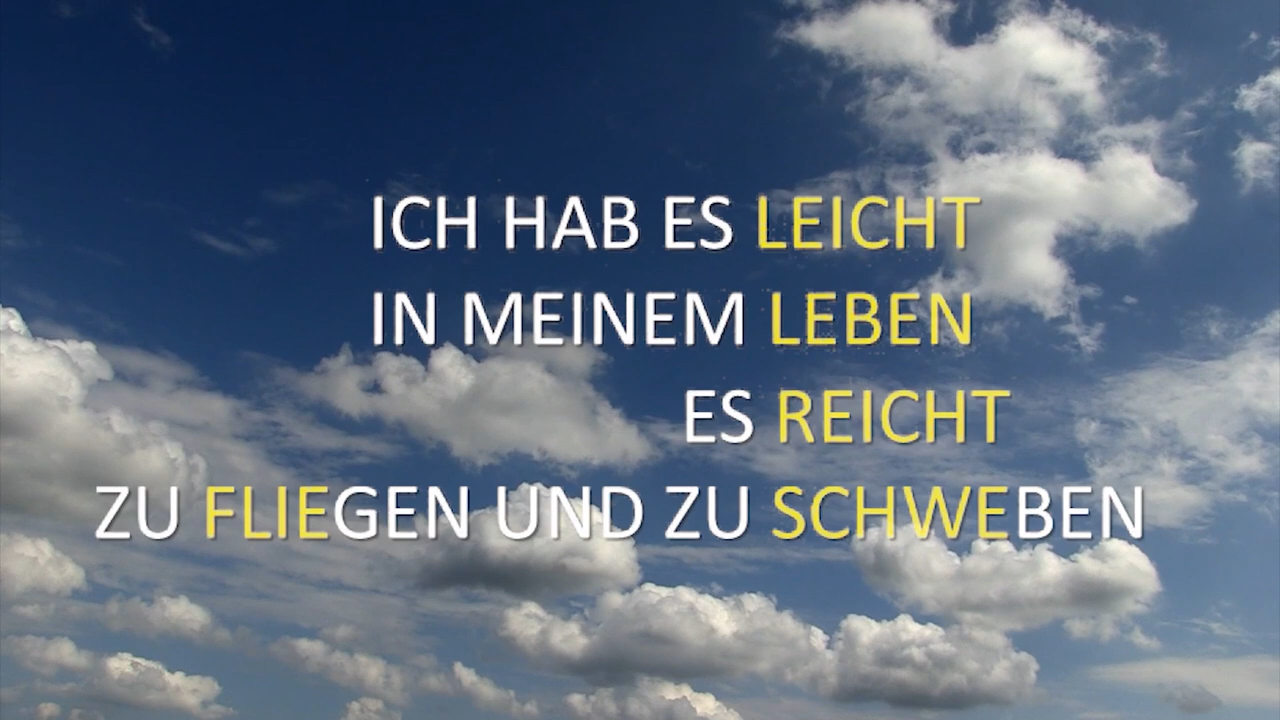 ICH HAB ES LEICHT
IN MEINEM LEBEN
ES REICHT
ZU FLIEGEN UND ZU SCHWEBEN